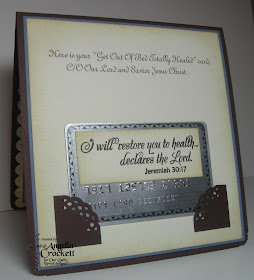 Here is your "Get Out Of Bed Totally Healed" card,
C/O Our Lord and Savior Jesus Christ.
I will restore you to health...
declares the Lord.
Jeremiah 30:17
Angella
Crockett